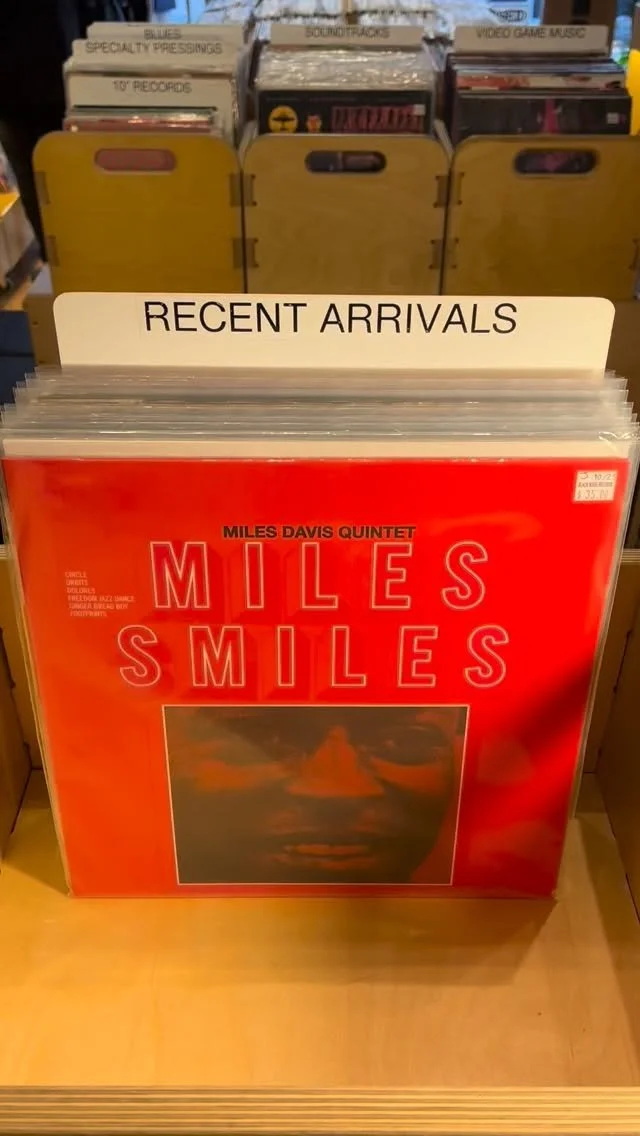 BLUES
SPECIALTY PRESSINGS
10" RECORDS
SOUNDTRACKS
VIDEO GAME MUSIC
RECENT ARRIVALS
MILES DAVIS QUINTET
MILES
SMILES
CIRCLE
ORBITS
DOLORES
FREEDOM JAZZ DANCE
GINGER BREAD BOY
FOOTPRINTS